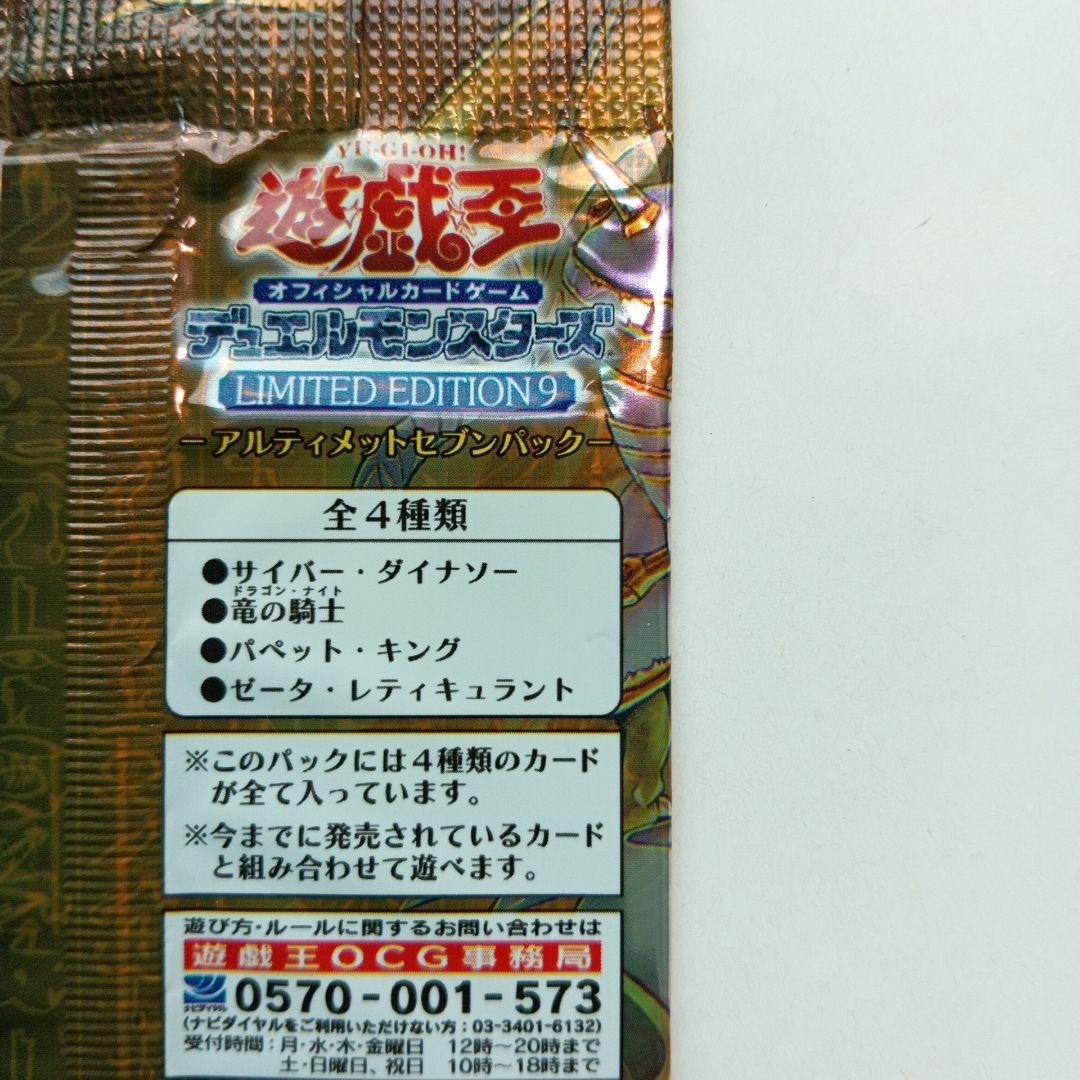 YU-GI-OH!
遊戯王
オフィシャルカードゲーム
デュエルモンスターズ
LIMITED EDITION 9
－アルティメットセブンパック－
全4種類
●サイバー・ダイナソー
ドラゴン・ナイト
●竜の騎士
●パペット・キング
●ゼータ・レティキュラント
※このパックには4種類のカード
が全て入っています。
※今までに発売されているカード
と組み合わせて遊べます。
遊び方・ルールに関するお問い合わせは
遊戯王OCG事務局
ナビダイヤル
0570-001-573
(ナビダイヤルをご利用いただけない方：03-3401-6132)
受付時間：月・水・木・金曜日 12時～20時まで
土・日曜日、祝日 10時～18時まで